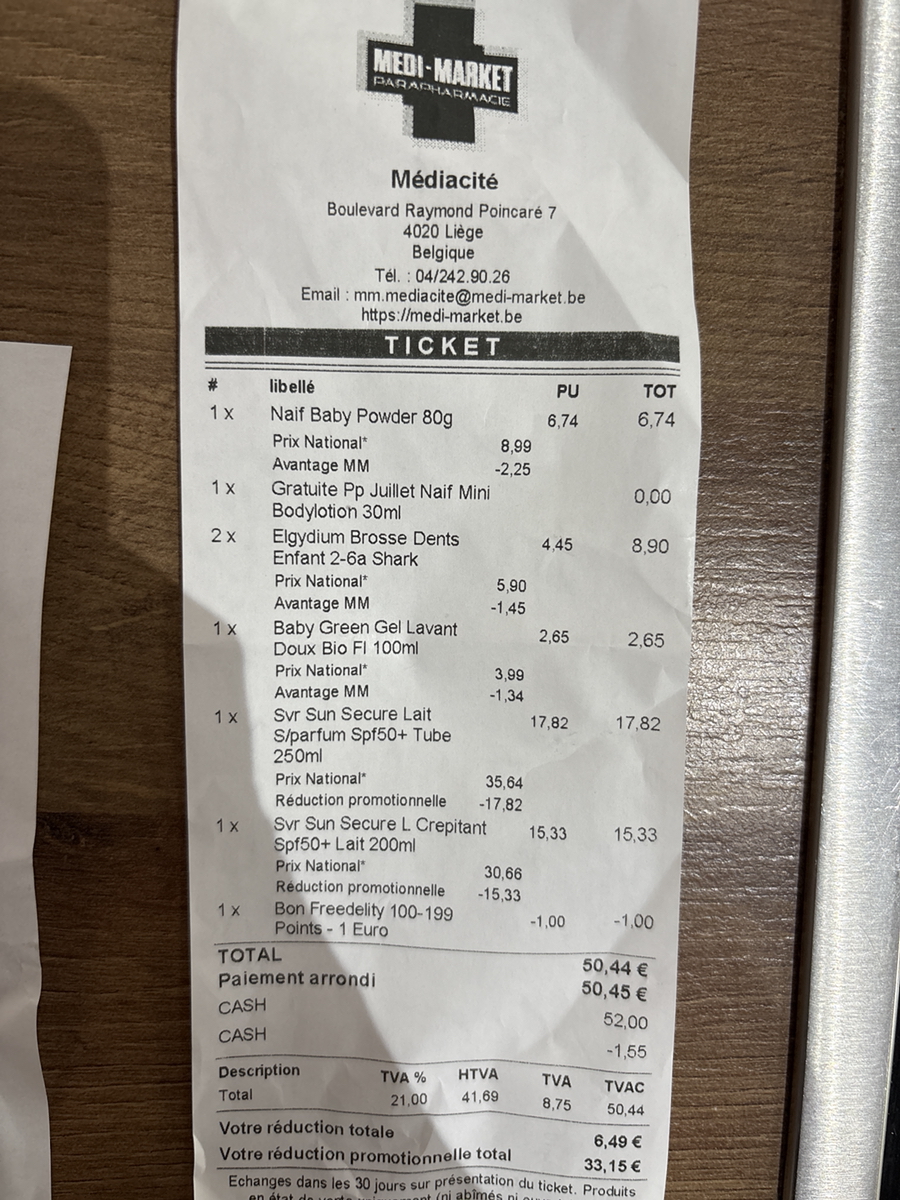 MEDI-MARKET
PARAPHARMACIE
Médiacité
Boulevard Raymond Poincaré 7
4020 Liège
Belgique
Tél. : 04/242.90.26
Email : mm.mediacite@medi-market.be
https://medi-market.be
TICKET
# libellé PU TOT
1 x Naif Baby Powder 80g 6,74 6,74
Prix National* 8,99
Avantage MM -2,25
1 x Gratuite Pp Juillet Naif Mini 0,00
Bodylotion 30ml
2 x Elgydium Brosse Dents 4,45 8,90
Enfant 2-6a Shark
Prix National* 5,90
Avantage MM -1,45
1 x Baby Green Gel Lavant 2,65 2,65
Doux Bio Fl 100ml
Prix National* 3,99
Avantage MM -1,34
1 x Svr Sun Secure Lait 17,82 17,82
S/parfum Spf50+ Tube
250ml
Prix National* 35,64
Réduction promotionnelle -17,82
1 x Svr Sun Secure L Crepitant 15,33 15,33
Spf50+ Lait 200ml
Prix National* 30,66
Réduction promotionnelle -15,33
1 x Bon Freedelity 100-199 -1,00 -1,00
Points - 1 Euro
TOTAL 50,44 €
Paiement arrondi 50,45 €
CASH 52,00
CASH -1,55
Description TVA % HTVA TVA TVAC
Total 21,00 41,69 8,75 50,44
Votre réduction totale 6,49 €
Votre réduction promotionnelle total 33,15 €
Echanges dans les 30 jours sur présentation du ticket. Produits
en état de vente uniquement (ni abîmés ni